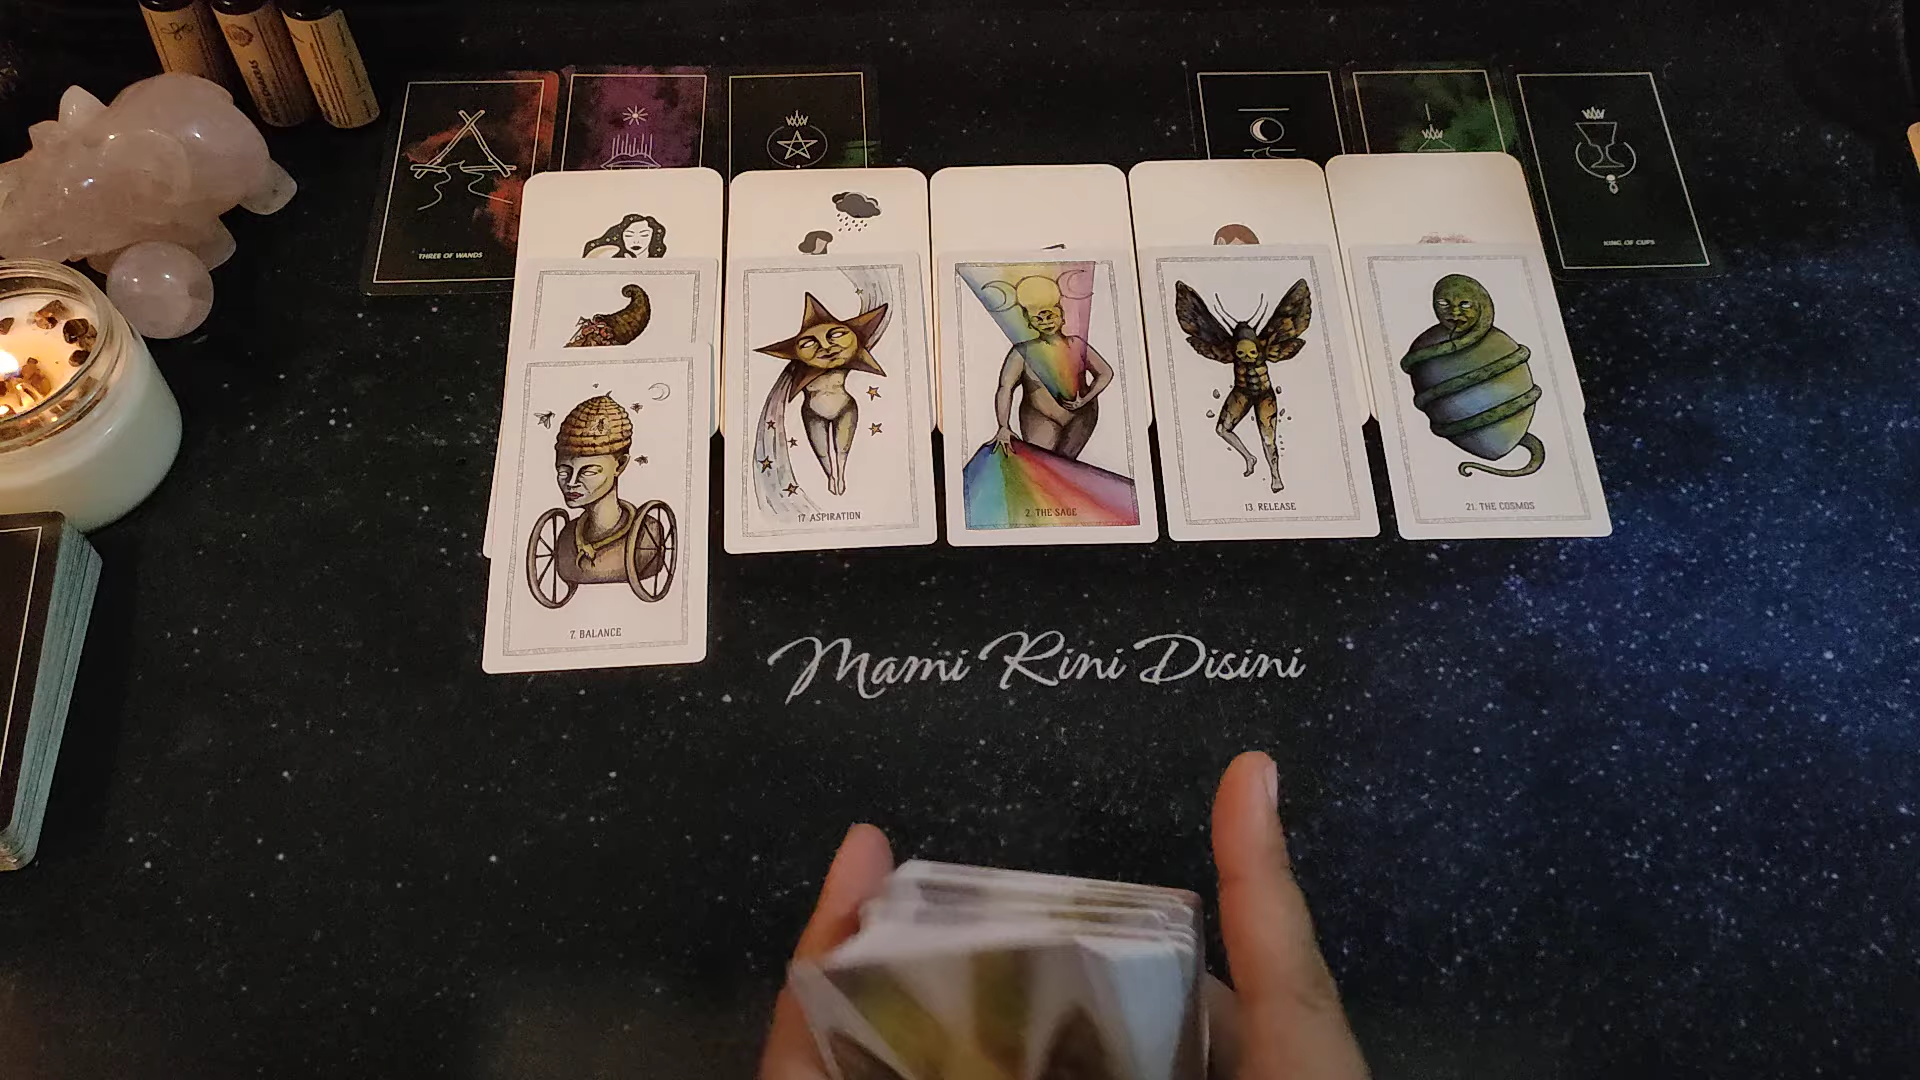 THREE OF WANDS
KING OF CUPS
17. ASPIRATION
2. THE SAGE
13. RELEASE
21. THE COSMOS
7. BALANCE
Mami Rini Disini